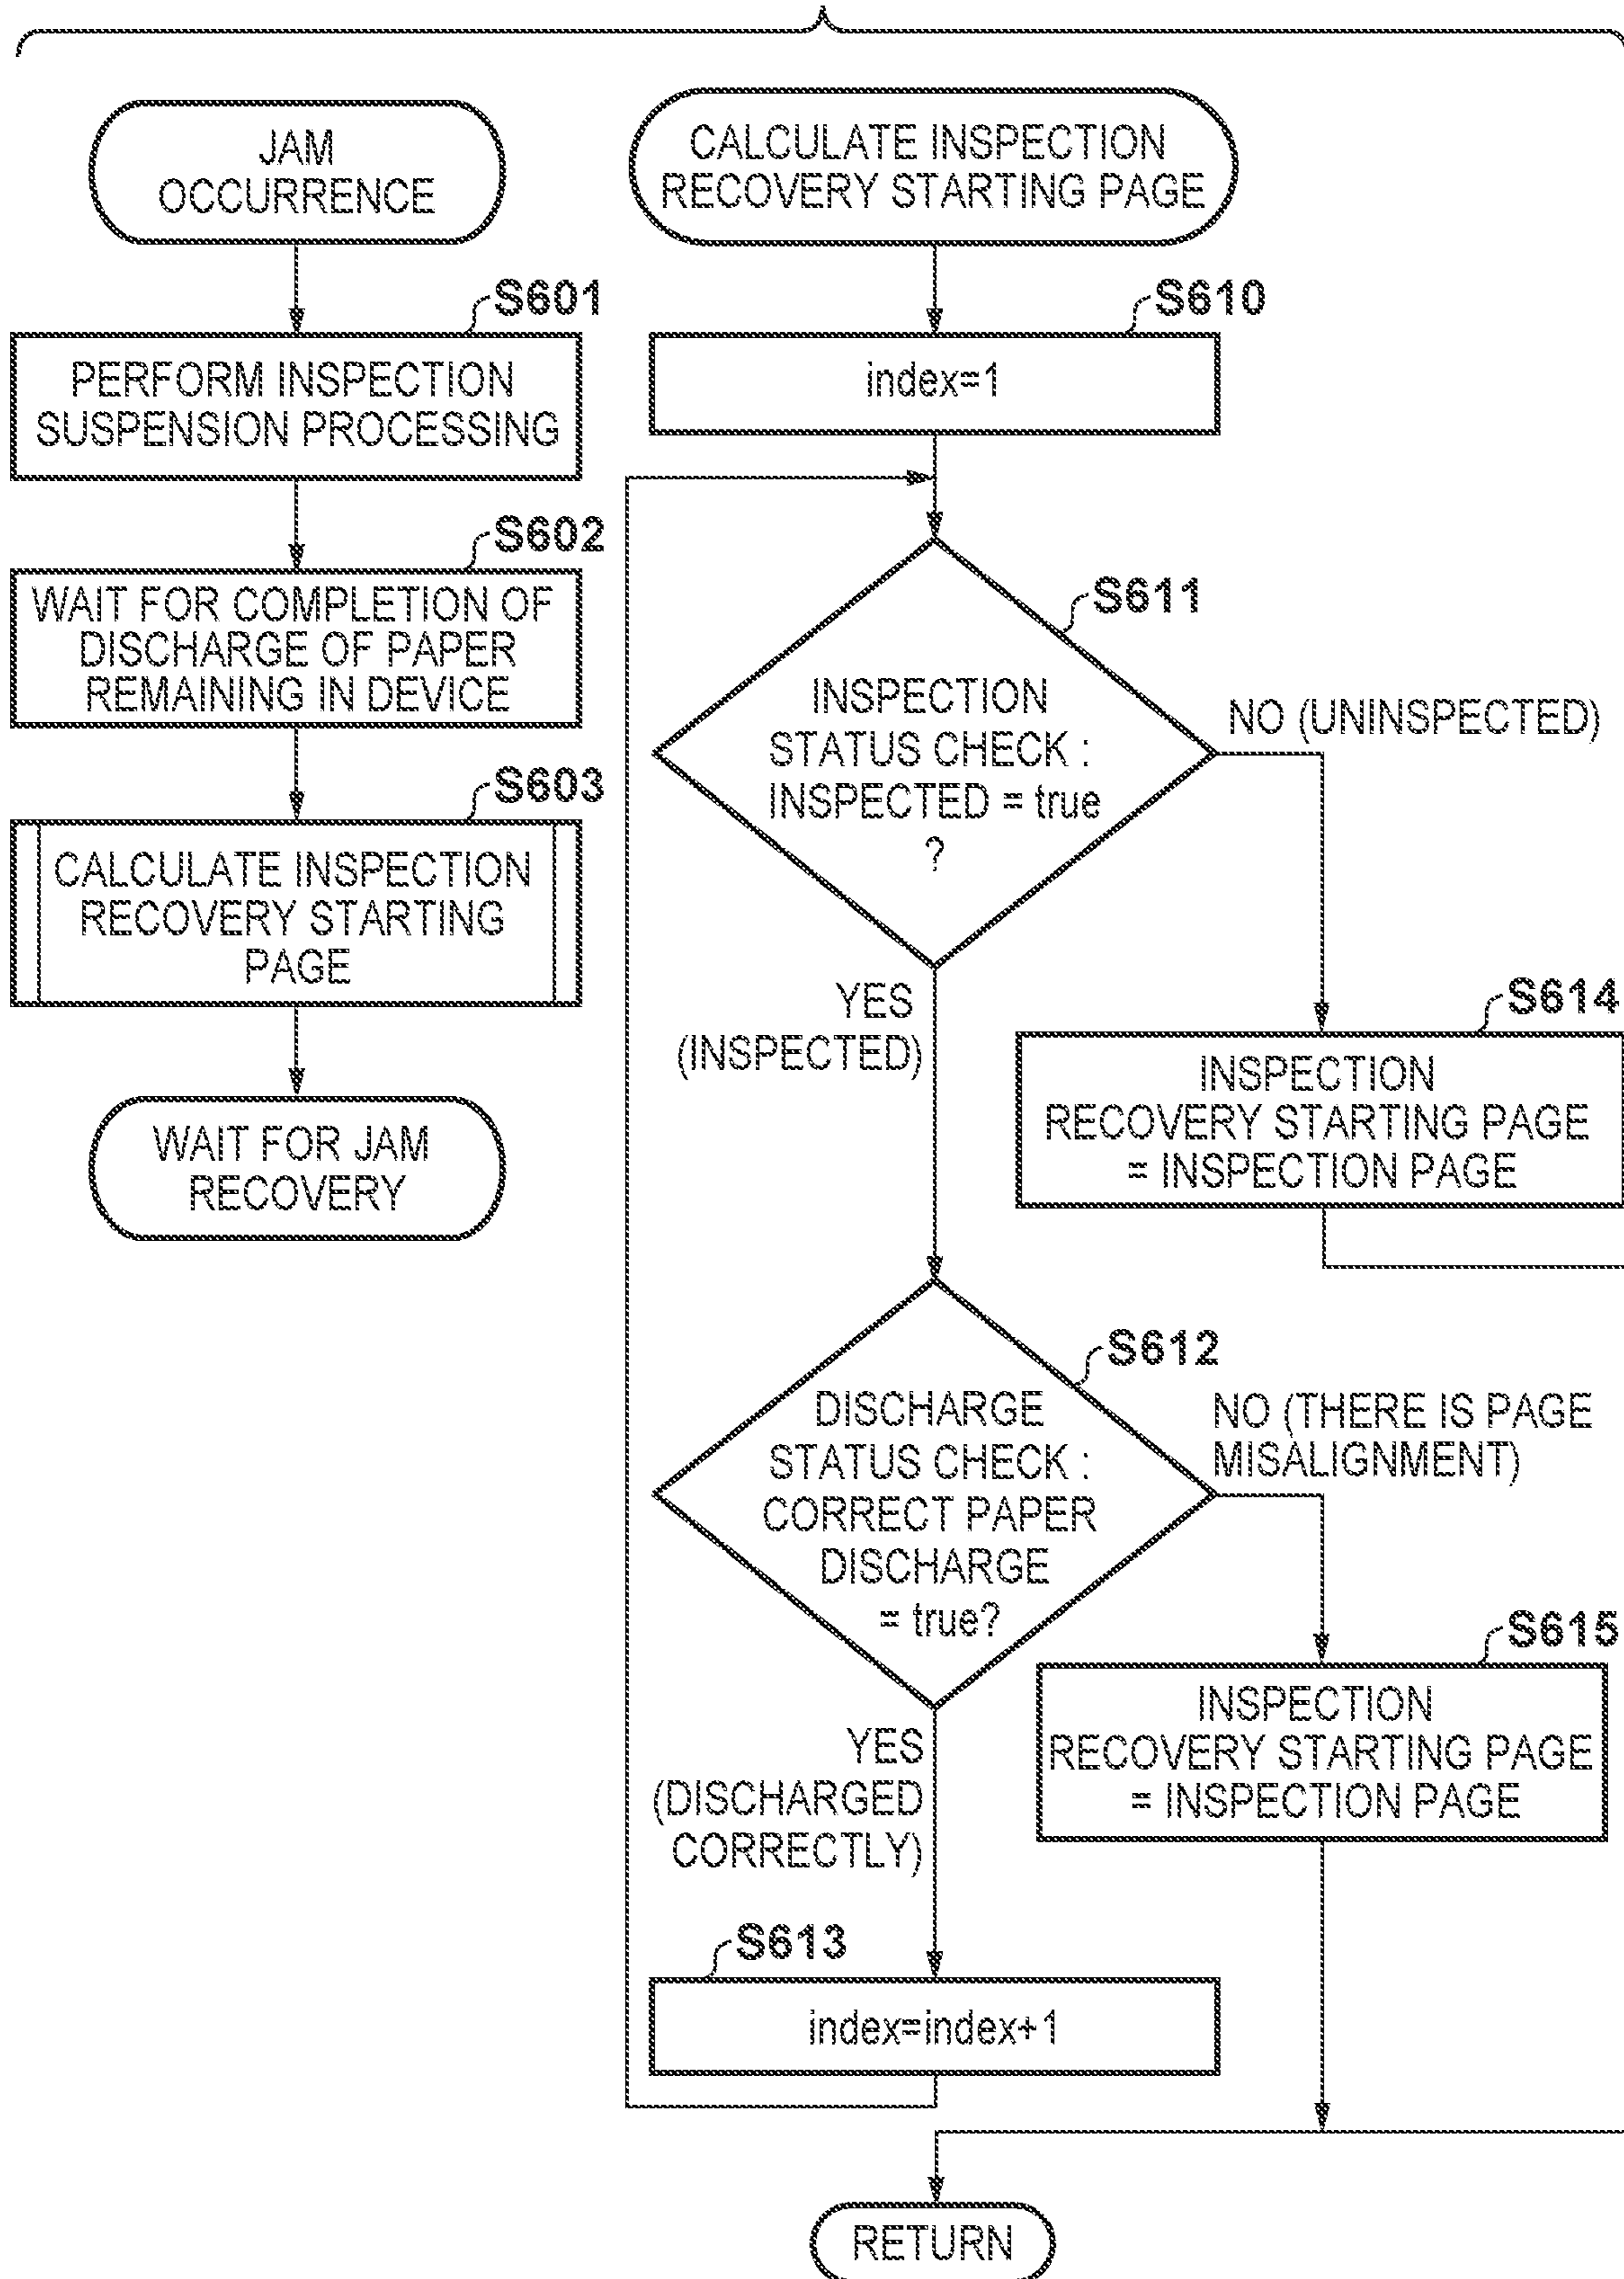 JAM
OCCURRENCE
S601
PERFORM INSPECTION
SUSPENSION PROCESSING
S602
WAIT FOR COMPLETION OF
DISCHARGE OF PAPER
REMAINING IN DEVICE
S603
CALCULATE INSPECTION
RECOVERY STARTING
PAGE
WAIT FOR JAM
RECOVERY
CALCULATE INSPECTION
RECOVERY STARTING PAGE
S610
index=1
S611
INSPECTION
STATUS CHECK :
INSPECTED = true
?
NO (UNINSPECTED)
YES
(INSPECTED)
S614
INSPECTION
RECOVERY STARTING PAGE
= INSPECTION PAGE
S612
DISCHARGE
STATUS CHECK :
CORRECT PAPER
DISCHARGE
= true?
NO (THERE IS PAGE
MISALIGNMENT)
S615
INSPECTION
RECOVERY STARTING PAGE
= INSPECTION PAGE
YES
(DISCHARGED
CORRECTLY)
S613
index=index+1
RETURN